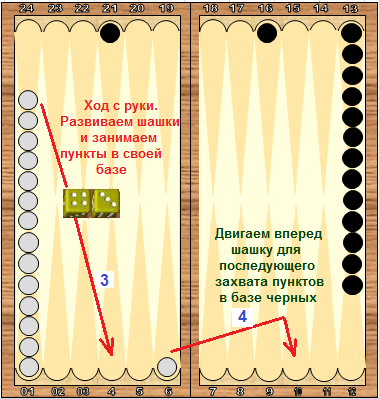 24 23 22 21 20 19 18 17 16 15 14 13
Ход с руки.
Развиваем шашки
и занимаем
пункты в своей
базе
Двигаем вперед
шашку для
последующего
захвата пунктов
в базе черных
3
4
01 02 03 4 5 6 7 8 9 10 11 12